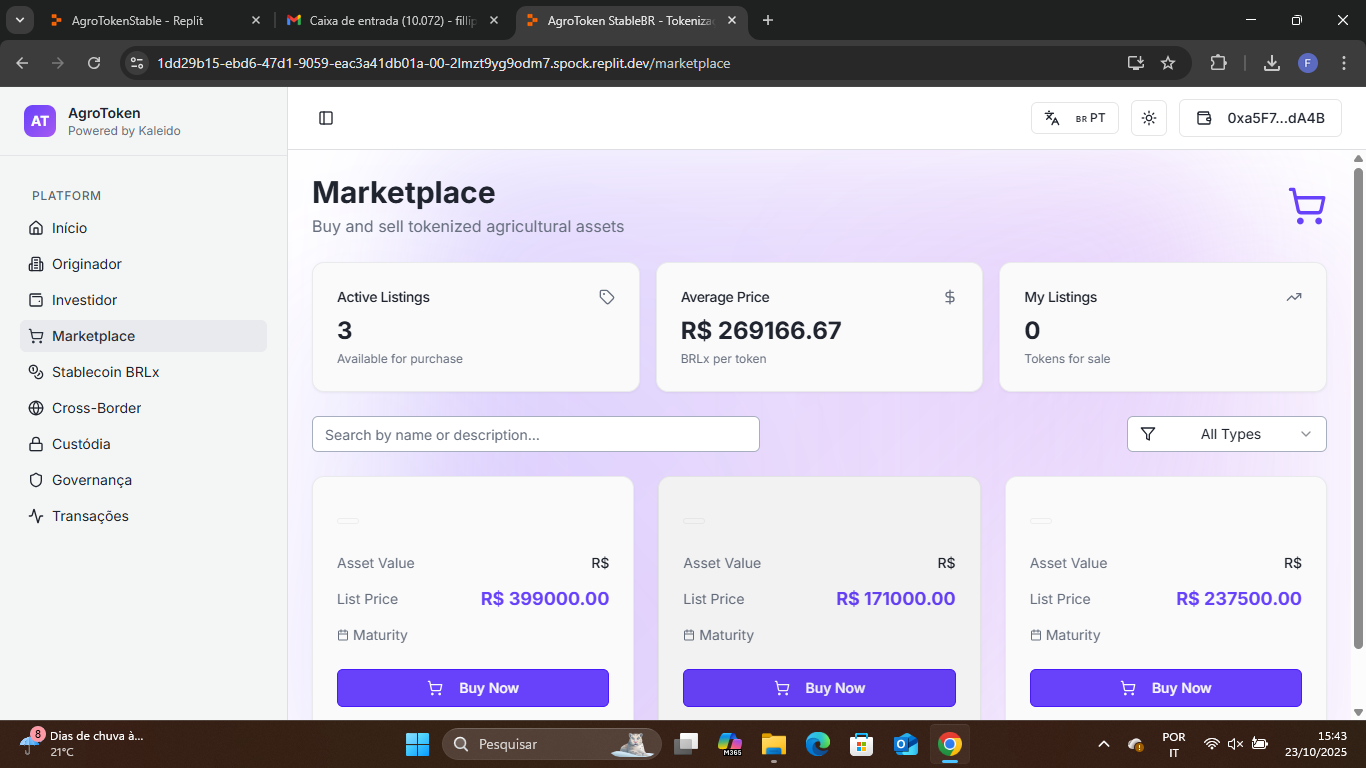 AgroTokenStable - Replit
Caixa de entrada (10.072) - fillip
AgroToken StableBR - Tokeniza
1dd29b15-ebd6-47d1-9059-eac3a41db01a-00-2lmzt9yg9odm7.spock.replit.dev/marketplace
F
AT
AgroToken
Powered by Kaleido
BR PT
0xa5F7...dA4B
PLATFORM
Início
Originador
Investidor
Marketplace
Stablecoin BRLx
Cross-Border
Custódia
Governança
Transações
Marketplace
Buy and sell tokenized agricultural assets
Active Listings
3
Available for purchase
Average Price
R$ 269166.67
BRLx per token
My Listings
0
Tokens for sale
Search by name or description...
All Types
Asset Value R$
List Price R$ 399000.00
Maturity
Buy Now
Asset Value R$
List Price R$ 171000.00
Maturity
Buy Now
Asset Value R$
List Price R$ 237500.00
Maturity
Buy Now
8
Dias de chuva à...
21°C
Pesquisar
M365
POR
IT
15:43
23/10/2025